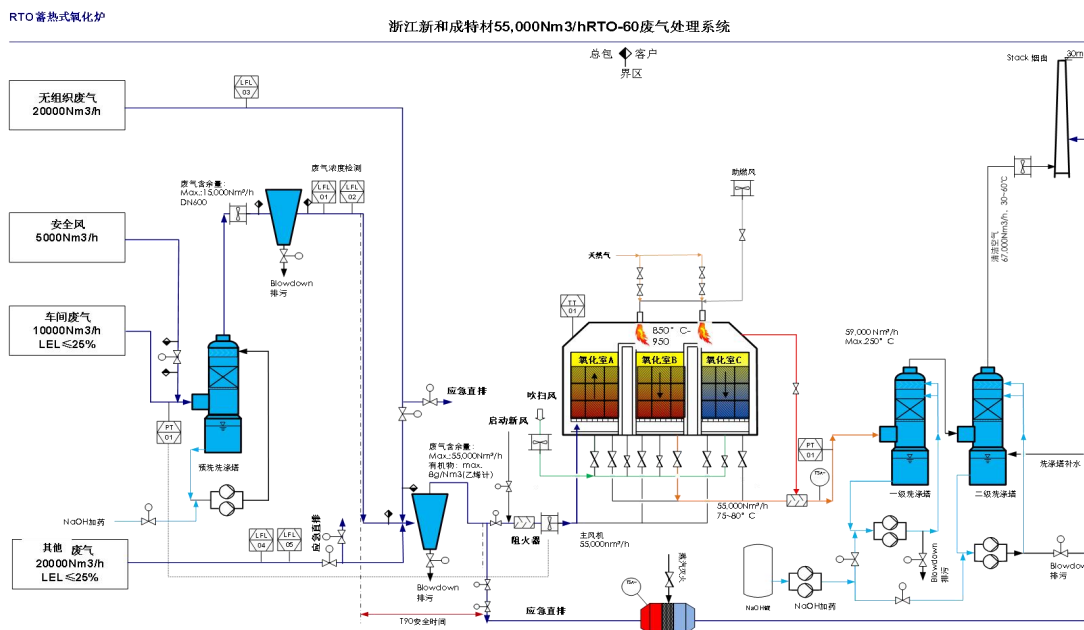 RTO 蓄热式氧化炉
浙江新和成特材55,000Nm3/hRTO-60废气处理系统
总包
客户
界区
Stack 烟囱
30m
无组织废气
20000Nm3/h
LFL
03
废气浓度检测
废气含余量：
Max.:15,000Nm³/h
DN600
LFL
01
LFL
02
助燃风
安全风
5000Nm3/h
清洁空气
67,000Nm3/h，30~60℃
天然气
Blowdown
排污
车间废气
10000Nm3/h
LEL≤25%
TT
01
850° C-
950
59,000 Nm³/h
Max.250° C
氧化室A
氧化室B
氧化室C
应急直排
吹扫风
启动新风
PT
01
预洗洗涤塔
废气含余量：
Max.:55,000Nm³/h
有机物：max.
8g/Nm3(乙烯计)
PT
01
TSA+
洗涤塔补水
一级洗涤塔
二级洗涤塔
55,000Nm³/h
75~80° C
NaOH加药
应急直排
LFL
04
LFL
05
阻火器
主风机
55,000nm³/h
其他 废气
20000Nm3/h
LEL≤25%
Blowdown
排污
蒸汽灭火
TSA-
NaOH罐
NaOH加药
Blowdown
排污
Blowdown
排污
T90安全时间
应急直排